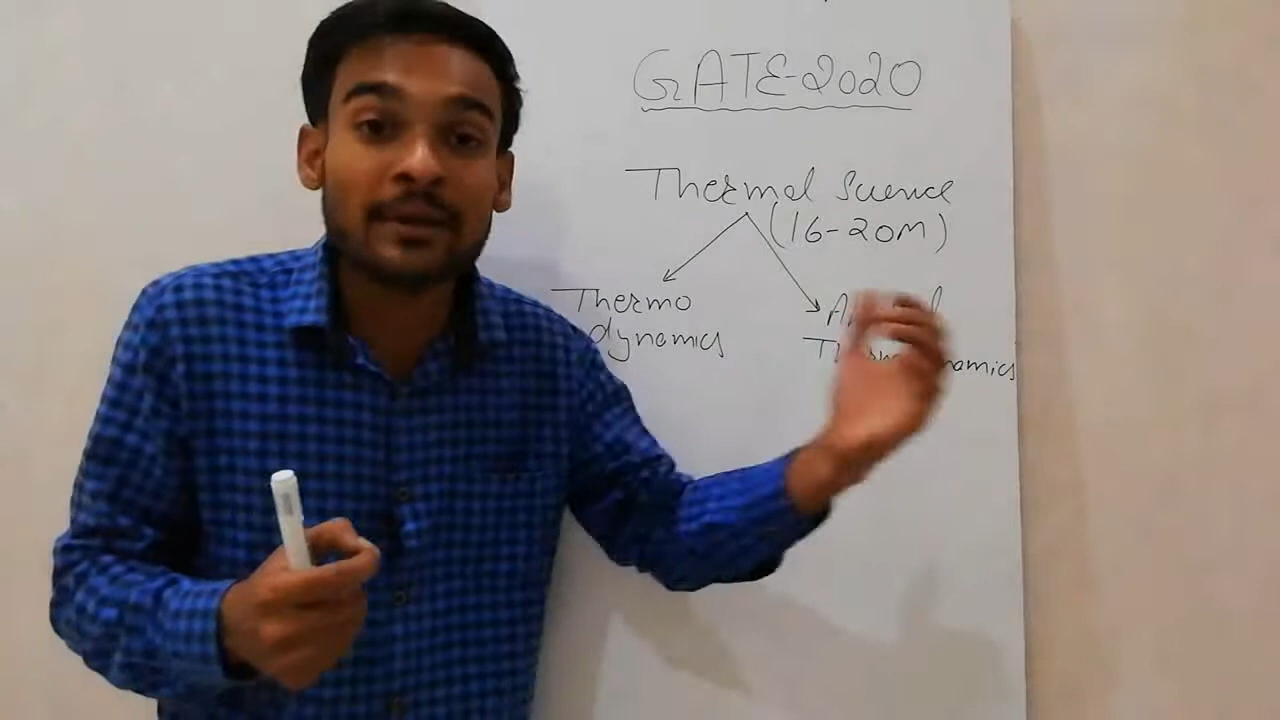 GATE-2020
Thermal Science
(16-20M)
Thermo
dynamics